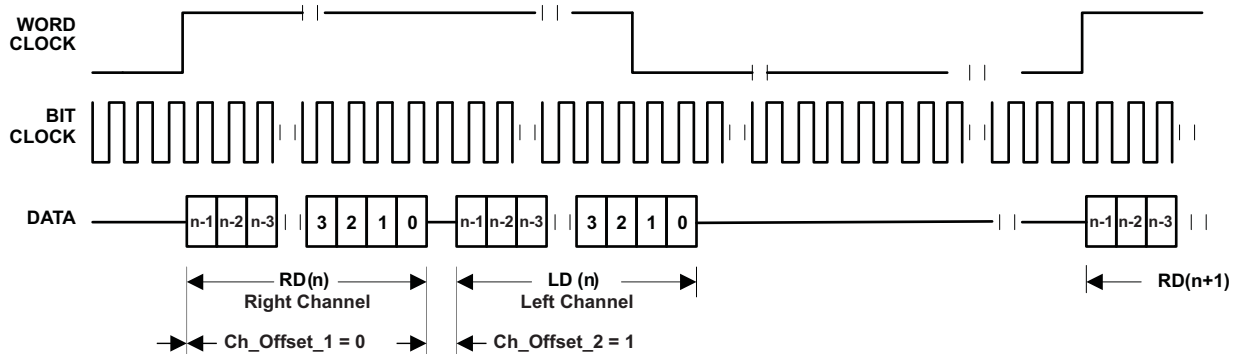 WORD
CLOCK
BIT
CLOCK
DATA
n-1 n-2 n-3 3 2 1 0 n-1 n-2 n-3 3 2 1 0 n-1 n-2 n-3
RD(n) LD (n) RD(n+1)
Right Channel Left Channel
Ch_Offset_1 = 0 Ch_Offset_2 = 1